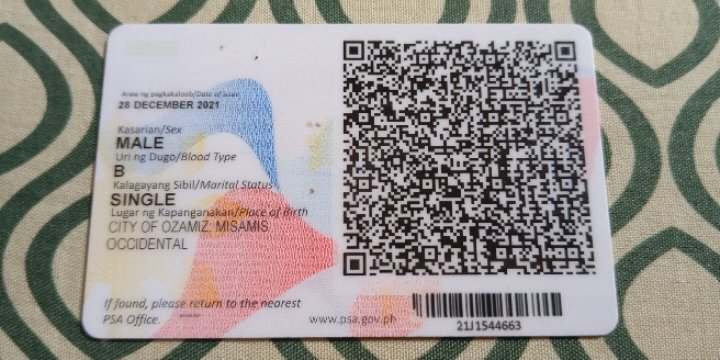 Araw ng pagkakaloob/Date of issue
28 DECEMBER 2021
Kasarian/Sex
MALE
Uri ng Dugo/Blood Type
B
Kalagayang Sibil/Marital Status
SINGLE
Lugar ng Kapanganakan/Place of Birth
CITY OF OZAMIZ, MISAMIS
OCCIDENTAL
If found, please return to the nearest
PSA Office.
www.psa.gov.ph
21J1544663